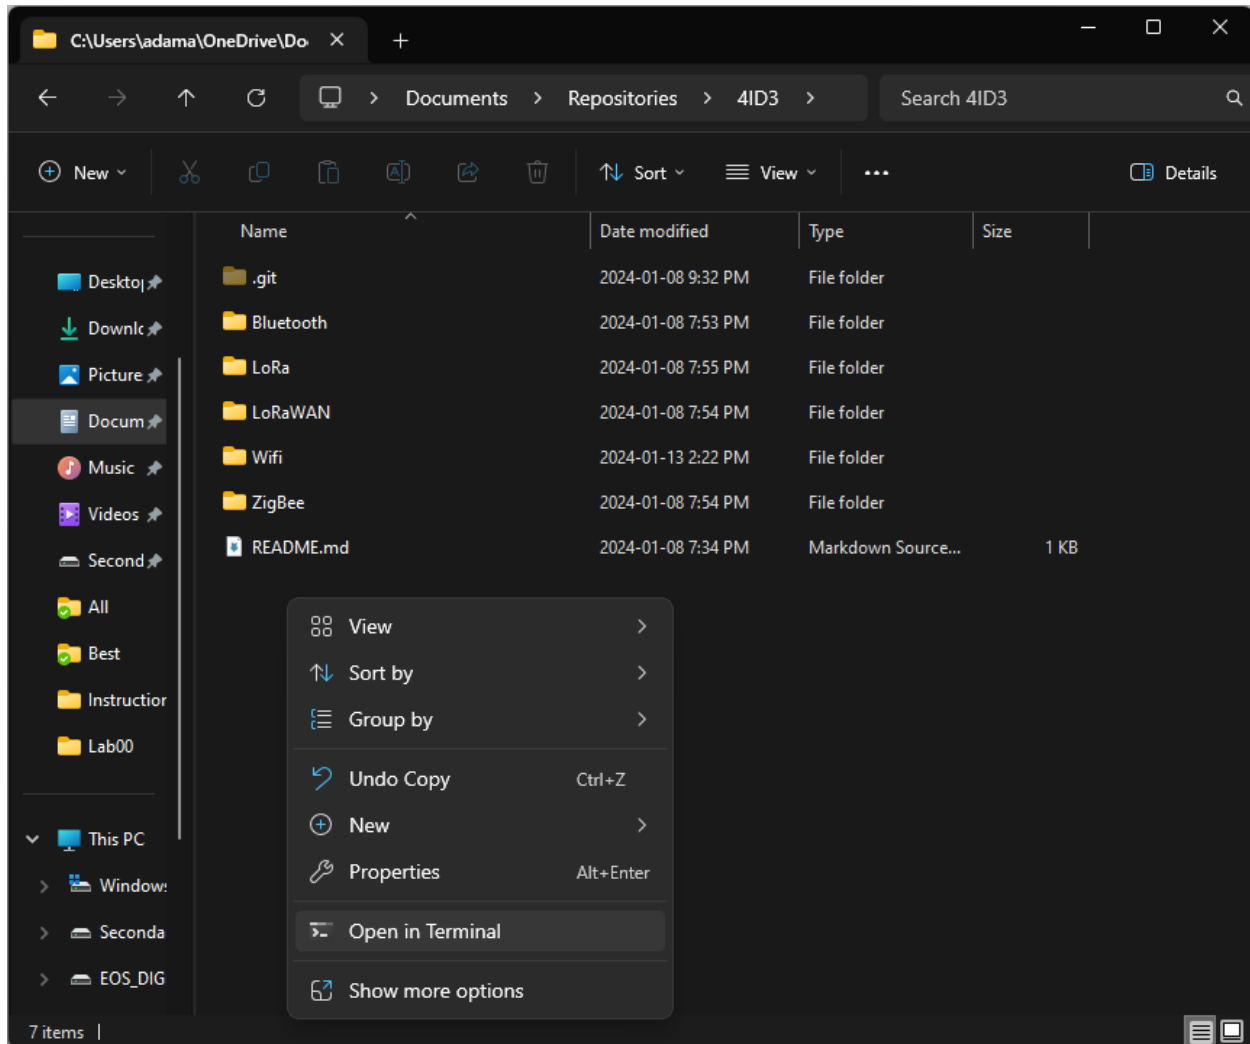 C:\Users\adama\OneDrive\Do
Documents > Repositories > 4ID3 >
Search 4ID3
New
Sort
View
Details
Name Date modified Type Size
.git 2024-01-08 9:32 PM File folder
Bluetooth 2024-01-08 7:53 PM File folder
LoRa 2024-01-08 7:55 PM File folder
LoRaWAN 2024-01-08 7:54 PM File folder
Wifi 2024-01-13 2:22 PM File folder
ZigBee 2024-01-08 7:54 PM File folder
README.md 2024-01-08 7:34 PM Markdown Source... 1 KB
Desktop
Downlc
Picture
Docum
Music
Videos
Second
All
Best
Instruction
Lab00
This PC
Windows
Seconda
EOS_DIG
View
Sort by
Group by
Undo Copy Ctrl+Z
New
Properties Alt+Enter
Open in Terminal
Show more options
7 items